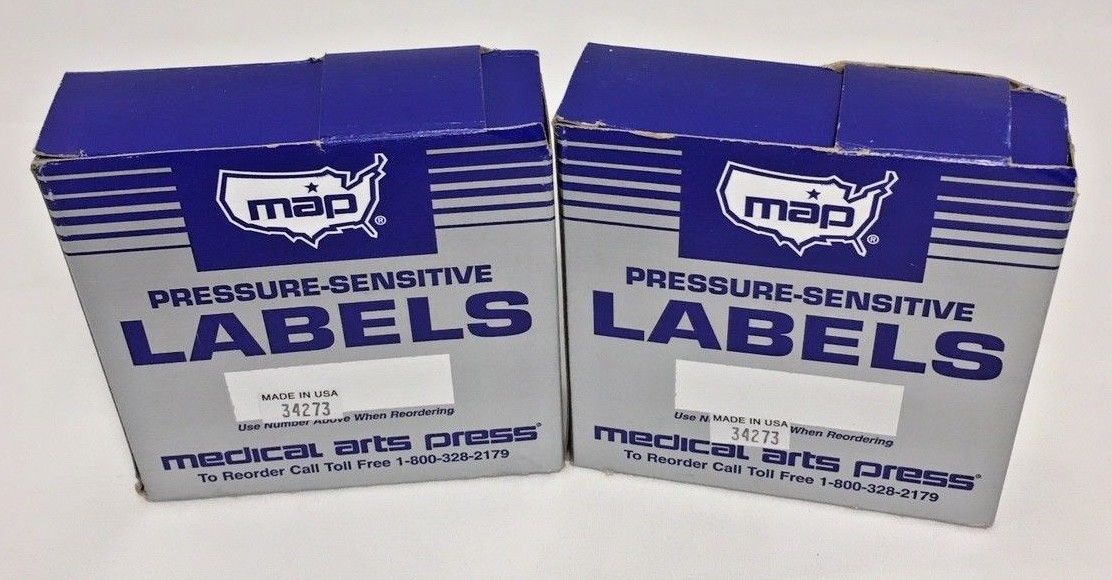 map®
PRESSURE-SENSITIVE
LABELS
MADE IN USA
34273
Use Number Above When Reordering
medical arts press®
To Reorder Call Toll Free 1-800-328-2179
map®
PRESSURE-SENSITIVE
LABELS
MADE IN USA
34273
Use When Reordering
medical arts press®
To Reorder Call Toll Free 1-800-328-2179